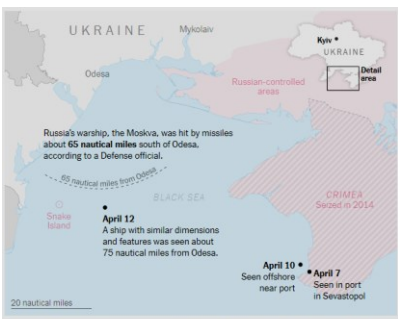 UKRAINE
Mykolaiv
Kyiv
UKRAINE
Detail
area
Odesa
Russian-controlled
areas
Russia's warship, the Moskva, was hit by missiles
about 65 nautical miles south of Odesa,
according to a Defense official.
65 nautical miles from Odesa
BLACK SEA
CRIMEA
Seized in 2014
Snake
Island
April 12
A ship with similar dimensions
and features was seen about
75 nautical miles from Odesa.
April 10
Seen offshore
near port
April 7
Seen in port
in Sevastopol
20 nautical miles